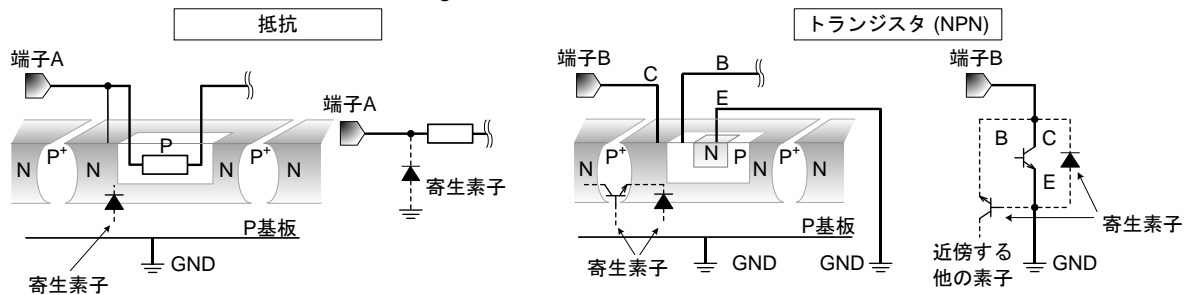 g
抵抗
トランジスタ (NPN)
端子A
端子A
N
P+
N
P
N
P+
N
寄生素子
P基板
寄生素子
GND
端子B
C
B
E
N
P+
N
N
P
N
P+
N
P基板
寄生素子
GND
GND
端子B
B
C
E
寄生素子
近傍する
他の素子
GND